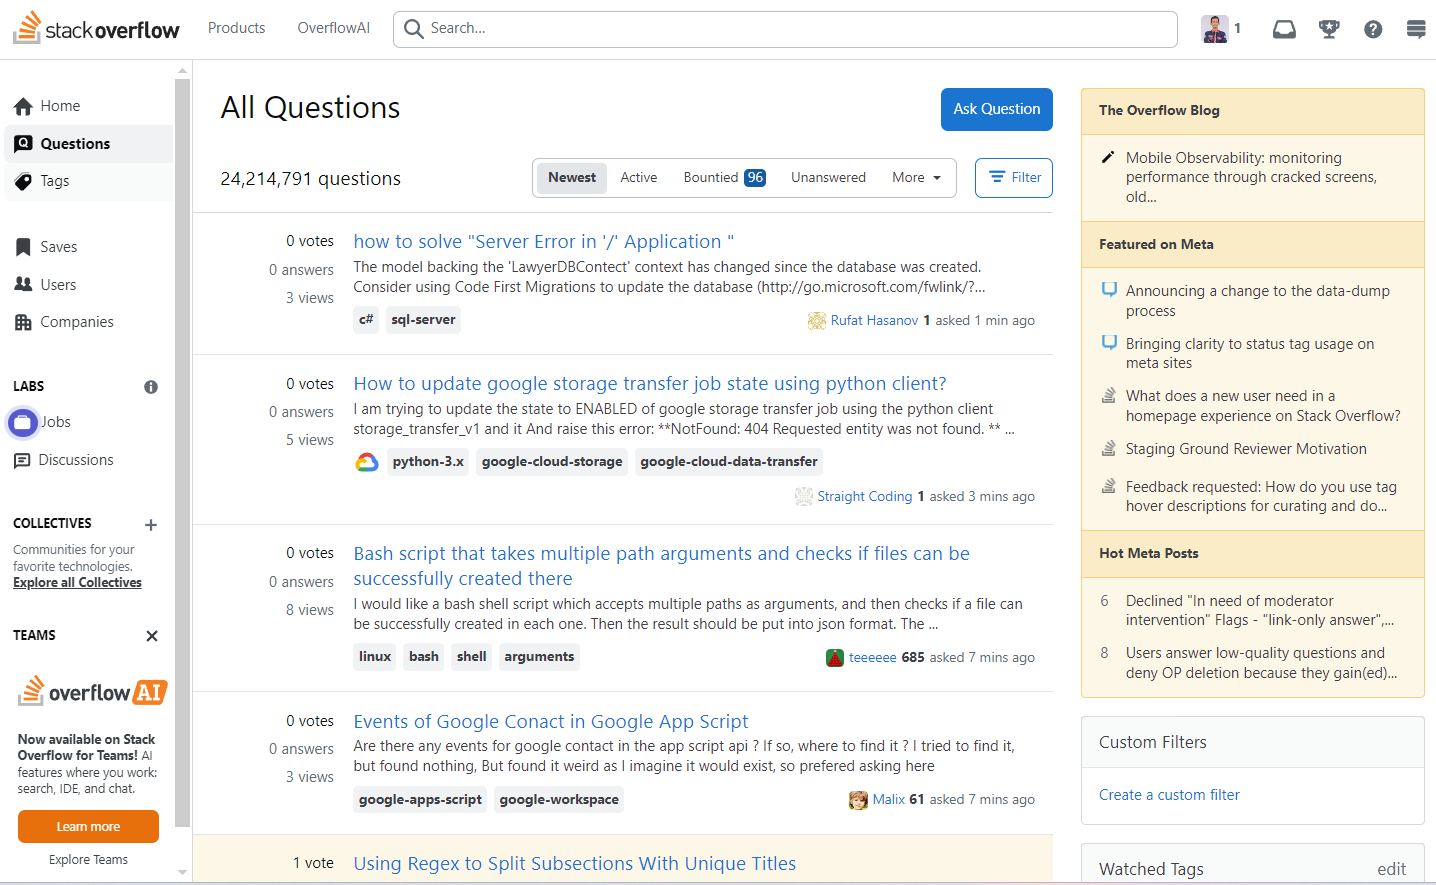 stackoverflow
Products
OverflowAI
Search...
1
Home
Questions
Tags
Saves
Users
Companies
LABS
Jobs
Discussions
COLLECTIVES
Communities for your
favorite technologies.
Explore all Collectives
TEAMS
overflowAI
Now available on Stack
Overflow for Teams! AI
features where you work:
search, IDE, and chat.
Learn more
Explore Teams
All Questions
Ask Question
24,214,791 questions
Newest
Active
Bountied 96
Unanswered
More
Filter
0 votes
0 answers
3 views
how to solve "Server Error in '/' Application "
The model backing the 'LawyerDBContect' context has changed since the database was created.
Consider using Code First Migrations to update the database (http://go.microsoft.com/fwlink/?...
c# sql-server
Rufat Hasanov 1 asked 1 min ago
0 votes
0 answers
5 views
How to update google storage transfer job state using python client?
I am trying to update the state to ENABLED of google storage transfer job using the python client
storage_transfer_v1 and it And raise this error: **NotFound: 404 Requested entity was not found. ** ...
python-3.x google-cloud-storage google-cloud-data-transfer
Straight Coding 1 asked 3 mins ago
0 votes
0 answers
8 views
Bash script that takes multiple path arguments and checks if files can be
successfully created there
I would like a bash shell script which accepts multiple paths as arguments, and then checks if a file can
be successfully created in each one. Then the result should be put into json format. The ...
linux bash shell arguments
teeeeee 685 asked 7 mins ago
0 votes
0 answers
3 views
Events of Google Conact in Google App Script
Are there any events for google contact in the app script api ? If so, where to find it ? I tried to find it,
but found nothing, But found it weird as I imagine it would exist, so prefered asking here
google-apps-script google-workspace
Malix 61 asked 7 mins ago
1 vote
Using Regex to Split Subsections With Unique Titles
The Overflow Blog
Mobile Observability: monitoring
performance through cracked screens,
old...
Featured on Meta
Announcing a change to the data-dump
process
Bringing clarity to status tag usage on
meta sites
What does a new user need in a
homepage experience on Stack Overflow?
Staging Ground Reviewer Motivation
Feedback requested: How do you use tag
hover descriptions for curating and do...
Hot Meta Posts
6 Declined "In need of moderator
intervention" Flags - "link-only answer",...
8 Users answer low-quality questions and
deny OP deletion because they gain(ed)...
Custom Filters
Create a custom filter
Watched Tags
edit